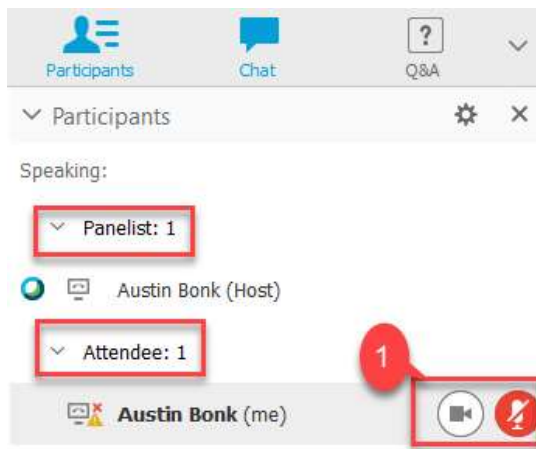 Participants Chat Q&A
?
Participants
Speaking:
Panelist: 1
Austin Bonk (Host)
Attendee: 1
1
Austin Bonk (me)